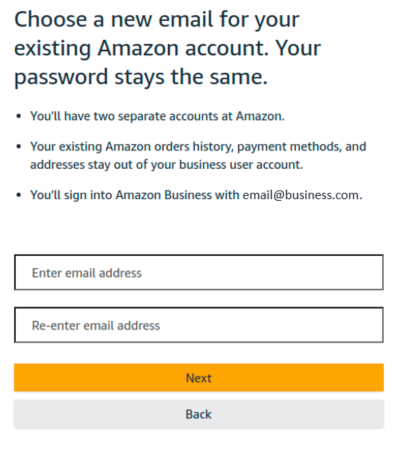 Choose a new email for your
existing Amazon account. Your
password stays the same.
• You'll have two separate accounts at Amazon.
• Your existing Amazon orders history, payment methods, and
addresses stay out of your business user account.
• You'll sign into Amazon Business with email@business.com.
Enter email address
Re-enter email address
Next
Back